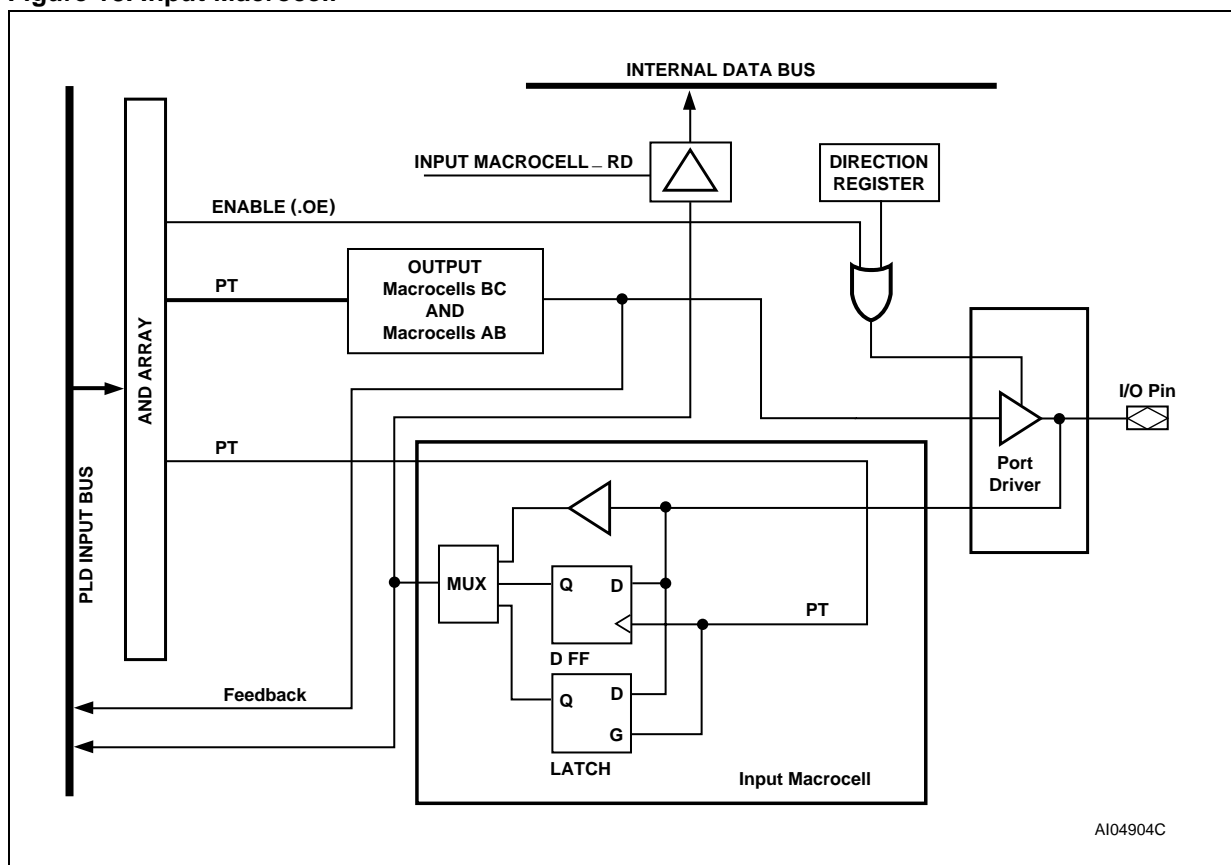 Figure Input Macrocell
INTERNAL DATA BUS
INPUT MACROCELL _ RD
DIRECTION
REGISTER
ENABLE (.OE)
PT
OUTPUT
Macrocells BC
AND
Macrocells AB
AND ARRAY
PLD INPUT BUS
I/O Pin
Port
Driver
PT
MUX
Q D
PT
D FF
Feedback
Q D
G
LATCH
Input Macrocell
AI04904C